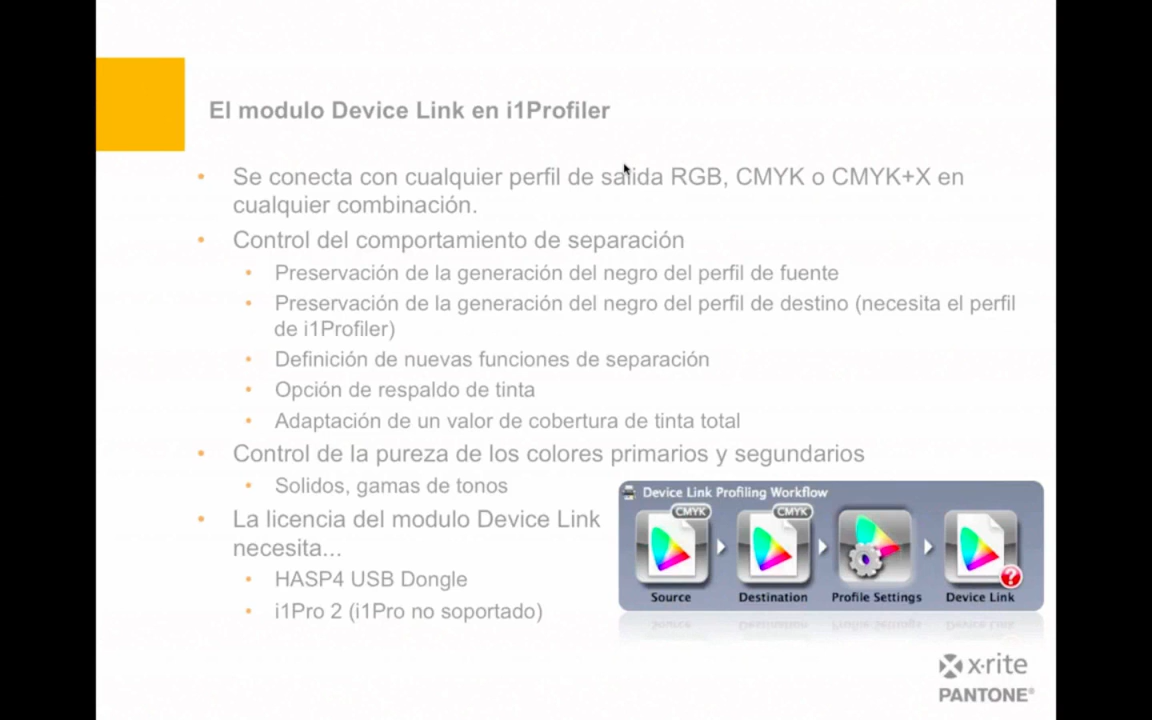 El modulo Device Link en i1Profiler
• Se conecta con cualquier perfil de salida RGB, CMYK o CMYK+X en
cualquier combinación.
• Control del comportamiento de separación
• Preservación de la generación del negro del perfil de fuente
• Preservación de la generación del negro del perfil de destino (necesita el perfil
de i1Profiler)
• Definición de nuevas funciones de separación
• Opción de respaldo de tinta
• Adaptación de un valor de cobertura de tinta total
• Control de la pureza de los colores primarios y segundarios
• Solidos, gamas de tonos
• La licencia del modulo Device Link
necesita...
• HASP4 USB Dongle
• i1Pro 2 (i1Pro no soportado)
Device Link Profiling Workflow
CMYK CMYK
Source Destination Profile Settings Device Link
x·rite
PANTONE®